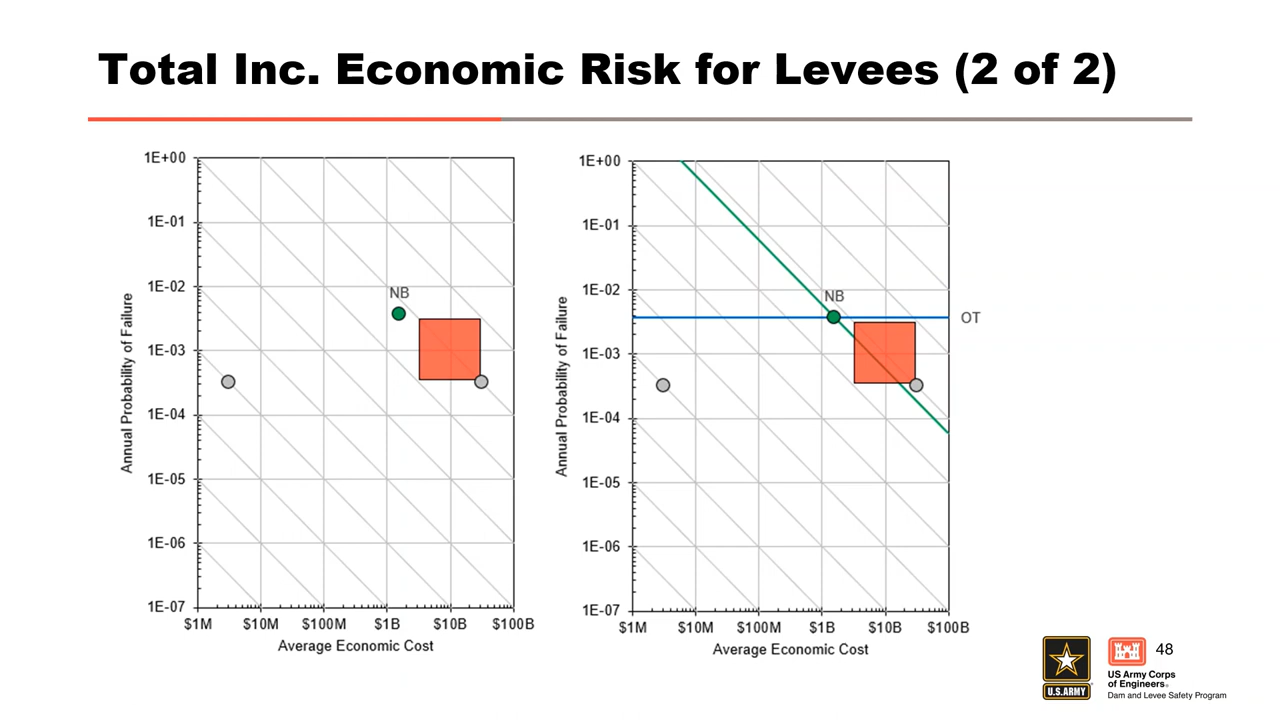 Total Inc. Economic Risk for Levees (2 of 2)
1E+00
1E-01
1E-02
1E-03
1E-04
1E-05
1E-06
1E-07
Annual Probability of Failure
NB
$1M
$10M
$100M
$1B
$10B
$100B
Average Economic Cost
1E+00
1E-01
1E-02
1E-03
1E-04
1E-05
1E-06
1E-07
Annual Probability of Failure
NB
OT
$1M
$10M
$100M
$1B
$10B
$100B
Average Economic Cost
U.S.ARMY
48
US Army Corps
of Engineers®
Dam and Levee Safety Program